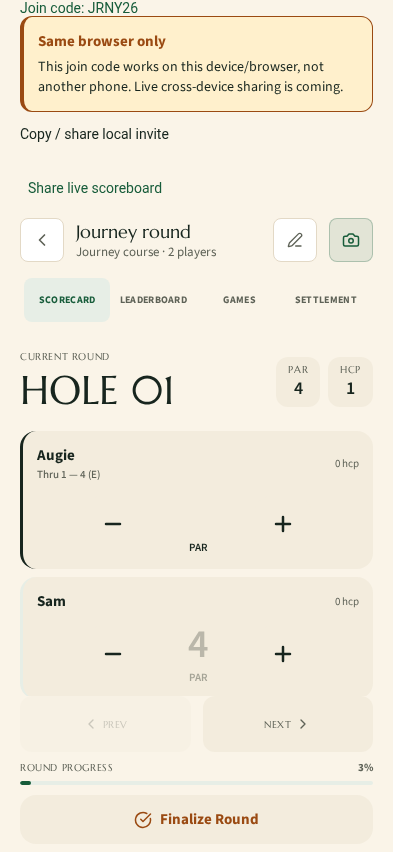 Join code: JRNY26
Same browser only
This join code works on this device/browser, not
another phone. Live cross-device sharing is coming.
Copy / share local invite
Share live scoreboard
Journey round
Journey course · 2 players
SCORECARD LEADERBOARD GAMES SETTLEMENT
CURRENT ROUND
HOLE 01
PAR
4
HCP
1
Augie
Thru 1 — 4 (E)
0 hcp
− +
PAR
Sam
0 hcp
− 4 +
PAR
PREV
NEXT
ROUND PROGRESS 3%
Finalize Round